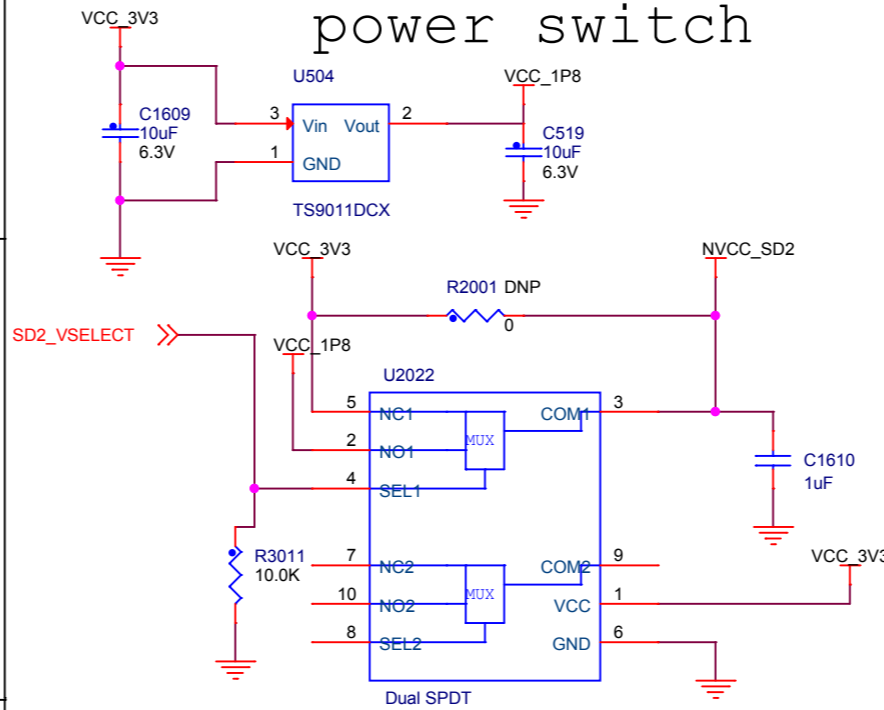 power switch
VCC_3V3
U504
VCC_1P8
C1609
10uF
6.3V
3
Vin
Vout
2
1
GND
C519
10uF
6.3V
TS9011DCX
VCC_3V3
NVCC_SD2
R2001 DNP
0
SD2_VSELECT
VCC_1P8
U2022
5
NC1
COM1
3
2
NO1
MUX
4
SEL1
C1610
1uF
R3011
10.0K
7
NC2
COM2
9
VCC_3V3
10
NO2
MUX
VCC
1
8
SEL2
GND
6
Dual SPDT